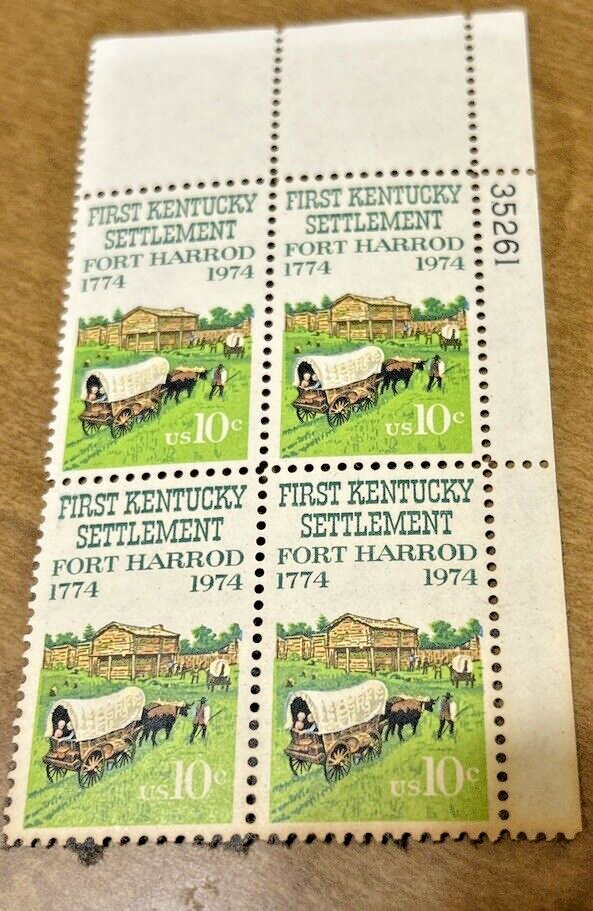 FIRST KENTUCKY
SETTLEMENT
FORT HARROD
1774 1974
US 10c
FIRST KENTUCKY
SETTLEMENT
FORT HARROD
1774 1974
US 10c
35261
FIRST KENTUCKY
SETTLEMENT
FORT HARROD
1774 1974
US 10c
FIRST KENTUCKY
SETTLEMENT
FORT HARROD
1774 1974
US 10c